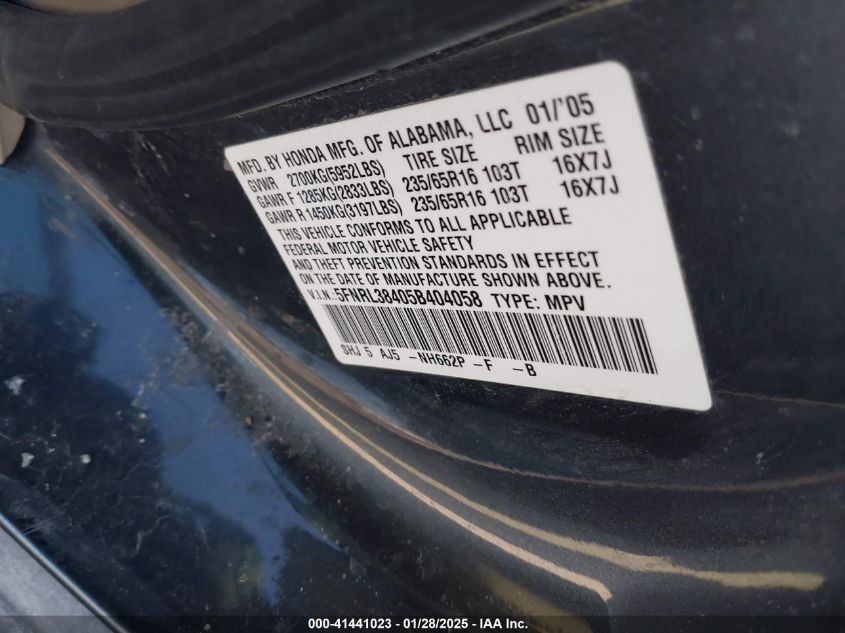 MFD. BY HONDA MFG. OF ALABAMA, LLC 01/'05
GVWR 2700KG(5952LBS) TIRE SIZE RIM SIZE
GAWR F 1285KG(2833LBS) 235/65R16 103T 16X7J
GAWR R 1450KG(3197LBS) 235/65R16 103T 16X7J
THIS VEHICLE CONFORMS TO ALL APPLICABLE
FEDERAL MOTOR VEHICLE SAFETY
AND THEFT PREVENTION STANDARDS IN EFFECT
ON THE DATE OF MANUFACTURE SHOWN ABOVE.
V.I.N.:5FNRL38405B404058 TYPE: MPV
SHJ 5 AJ5 -NH662P -F -B
000-41441023 - 01/28/2025 - IAA Inc.